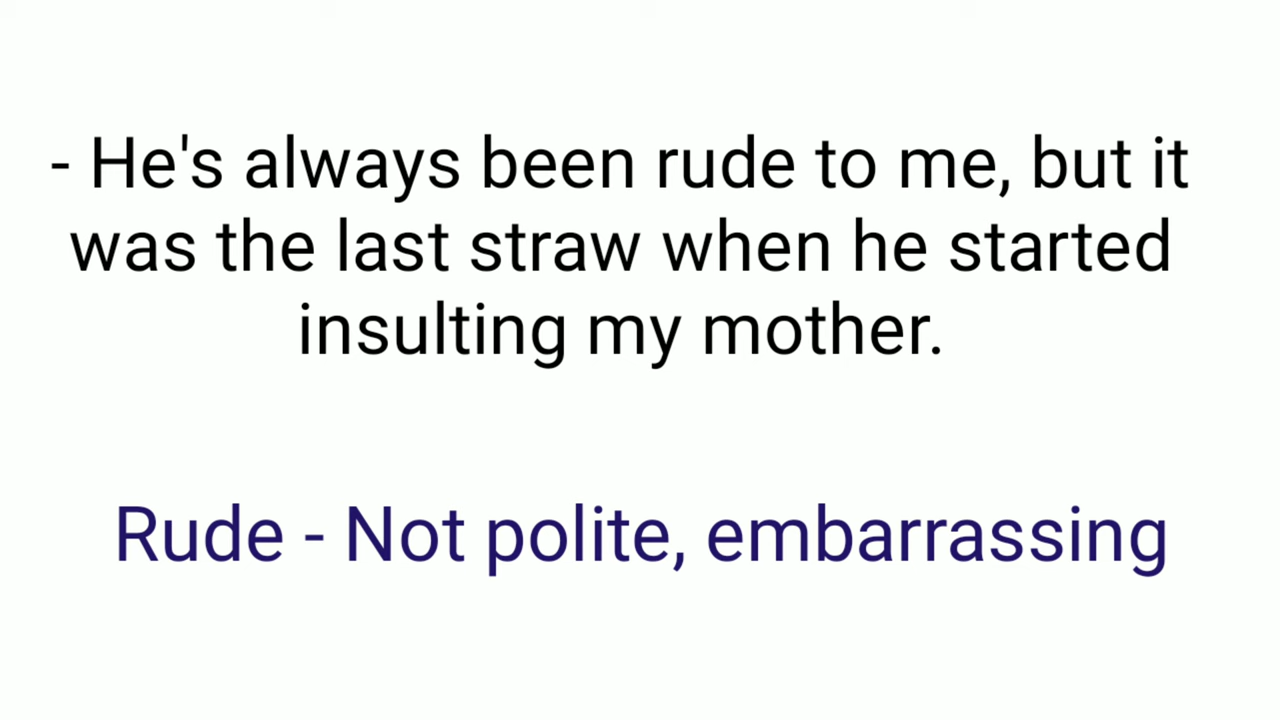 - He's always been rude to me, but it
was the last straw when he started
insulting my mother.
Rude - Not polite, embarrassing